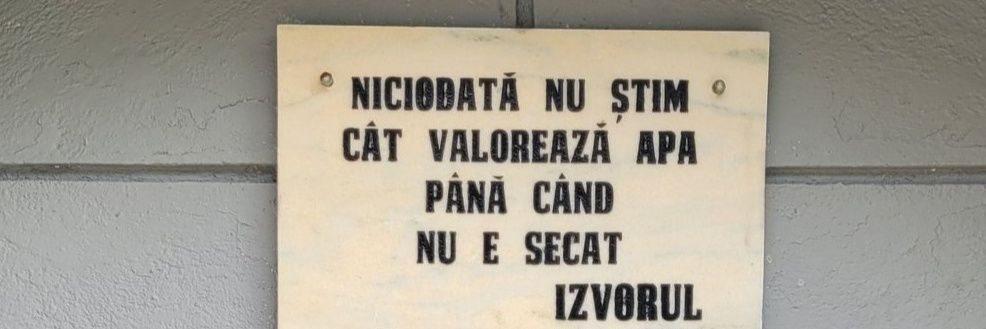 NICIODATĂ NU ȘTIM
CÂT VALOREAZĂ APA
PÂNĂ CÂND
NU E SECAT
IZVORUL